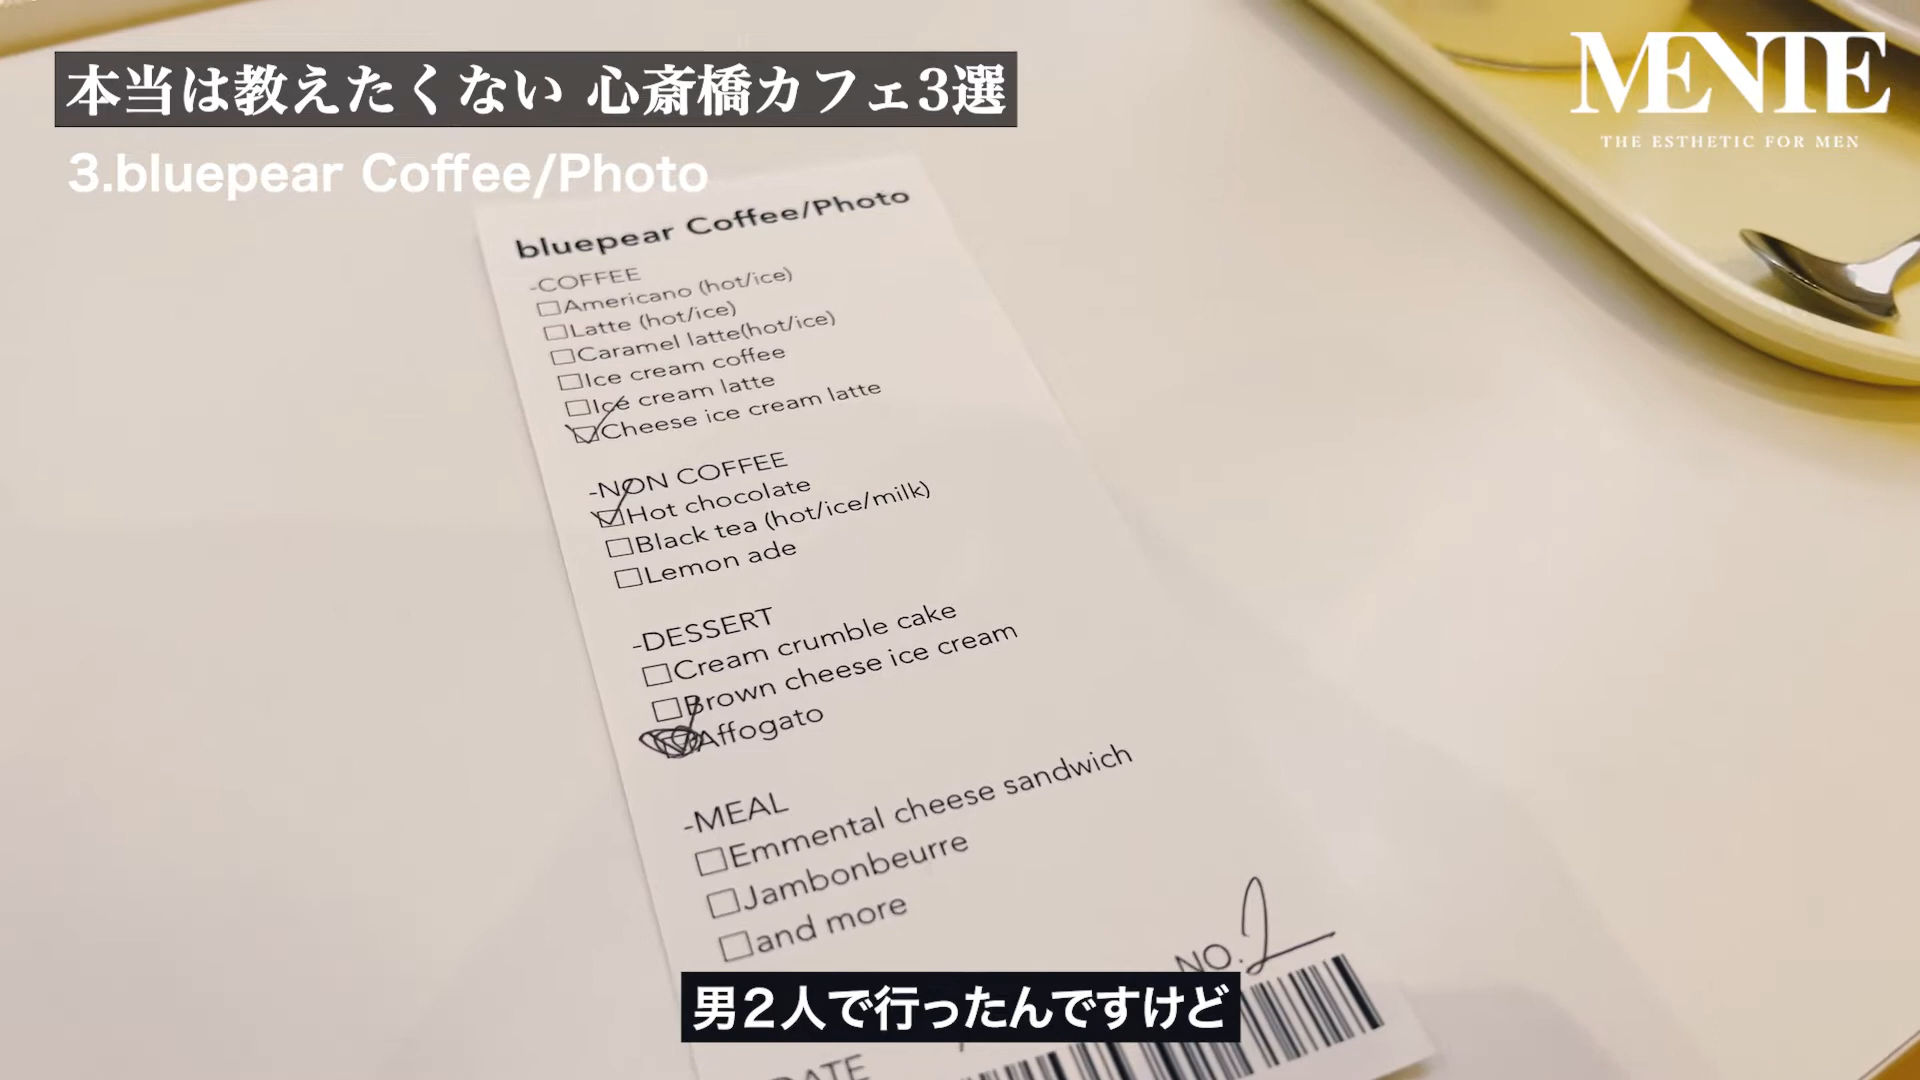 本当は教えたくない 心斎橋カフェ3選
MENTE
THE ESTHETIC FOR MEN
3.bluepear Coffee/Photo
bluepear Coffee/Photo
-COFFEE
Americano (hot/ice)
Latte (hot/ice)
Caramel latte(hot/ice)
Ice cream coffee
Ice cream latte
Cheese ice cream latte
-NON COFFEE
Hot chocolate
Black tea (hot/ice/milk)
Lemon ade
-DESSERT
Cream crumble cake
Brown cheese ice cream
Affogato
-MEAL
Emmental cheese sandwich
Jambonbeurre
and more
NO.2
男2人で行ったんですけど
DATE